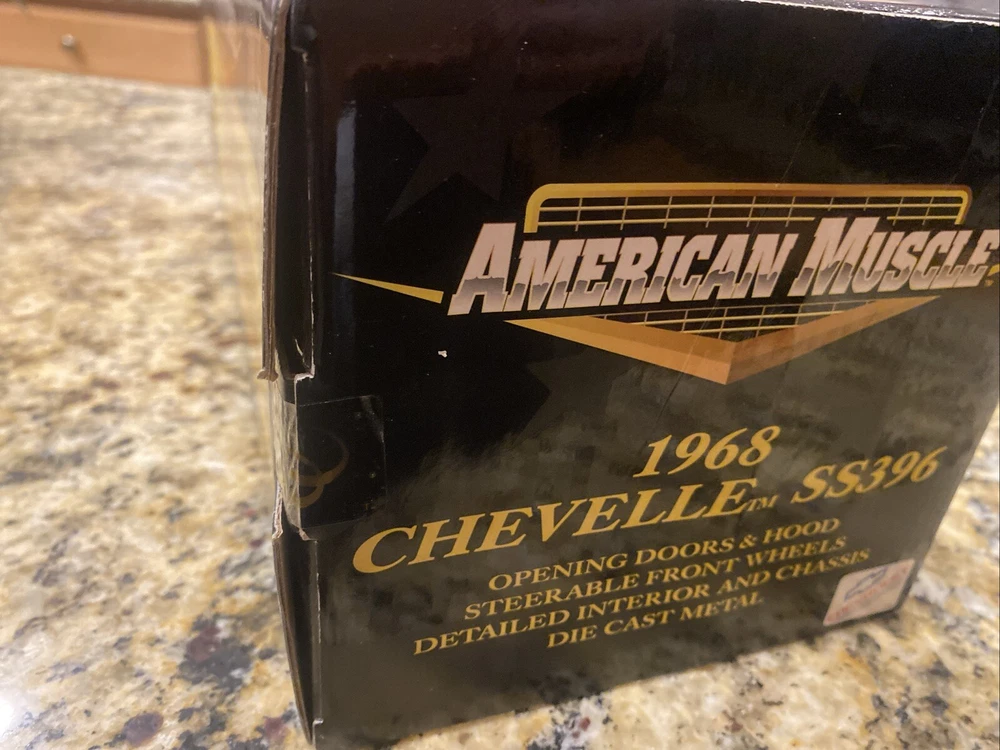 AMERICAN MUSCLE
1968
CHEVELLE™ SS396
OPENING DOORS & HOOD
STEERABLE FRONT WHEELS
DETAILED INTERIOR AND CHASSIS
DIE CAST METAL